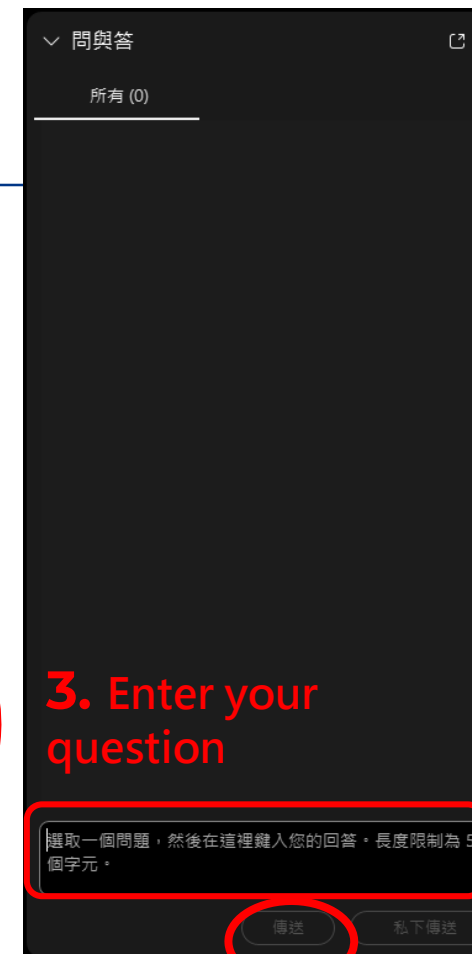 問與答
所有 (0)
3. Enter your
question
選取一個問題，然後在這裡鍵入您的回答。長度限制為
個字元。
傳送
私下傳送